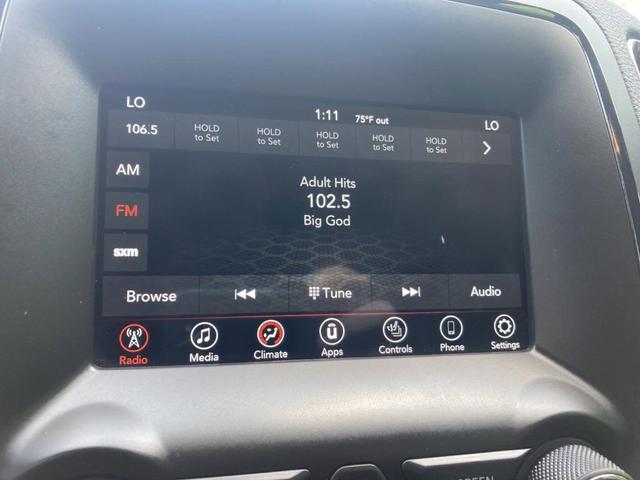 LO 1:11 75°F out LO
106.5 HOLD to Set HOLD to Set HOLD to Set HOLD to Set HOLD to Set
AM
FM
sxm
Adult Hits
102.5
Big God
Browse Tune Audio
Radio Media Climate Apps Controls Phone Settings